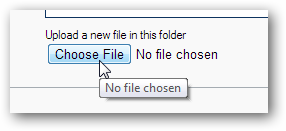 Upload a new file in this folder
Choose File No file chosen
No file chosen